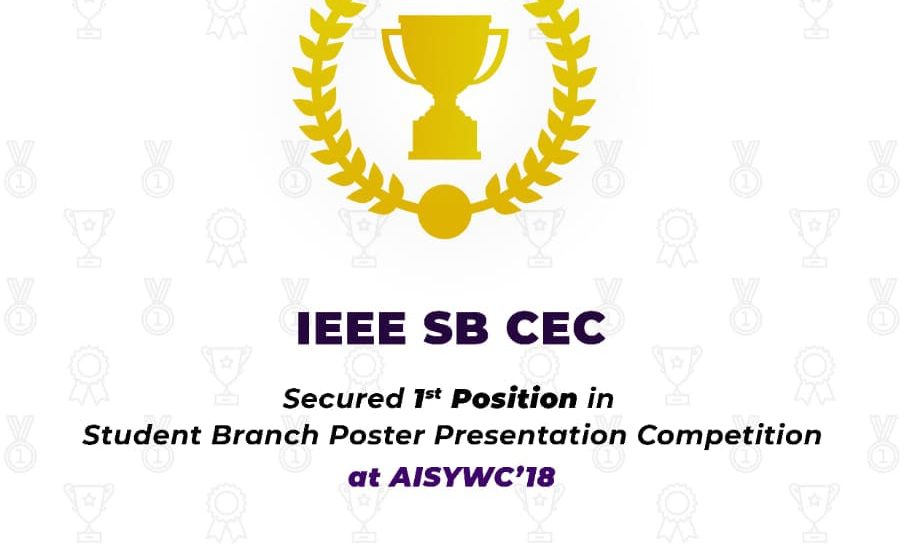 IEEE SB CEC
Secured 1st Position in
Student Branch Poster Presentation Competition
at AISYWC’18